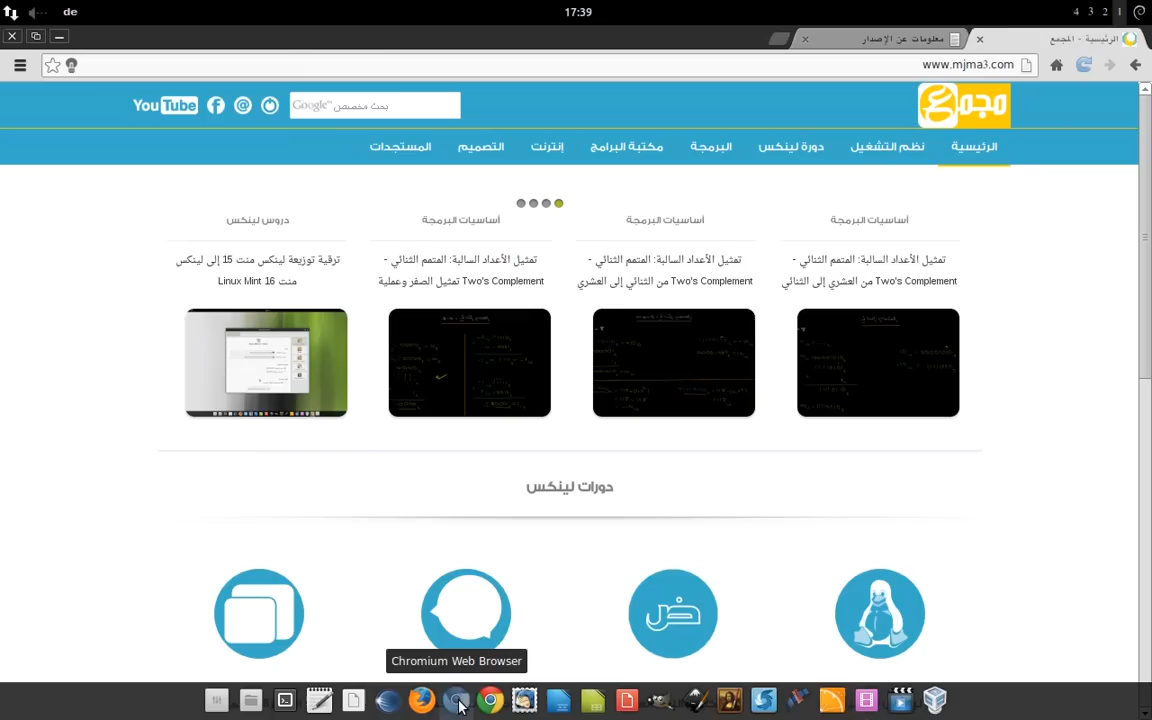 de
17:39
4 3 2 1
معلومات عن الإصدار
الرئيسية - المجمع
www.mjma3.com
You Tube
Google™ بحث مخصص
مجمع
الرئيسية
نظم التشغيل
دورة لينكس
البرمجة
مكتبة البرامج
إنترنت
التصميم
المستجدات
أساسيات البرمجة
أساسيات البرمجة
أساسيات البرمجة
دروس لينكس
تمثيل الأعداد السالبة: المتمم الثنائي -
Two's Complement من العشري إلى الثنائي
تمثيل الأعداد السالبة: المتمم الثنائي -
Two's Complement من الثنائي إلى العشري
تمثيل الأعداد السالبة: المتمم الثنائي -
Two's Complement تمثيل الصفر وعملية
ترقية توزيعة لينكس منت 15 إلى لينكس
منت 16 Linux Mint
دورات لينكس
ض
Chromium Web Browser